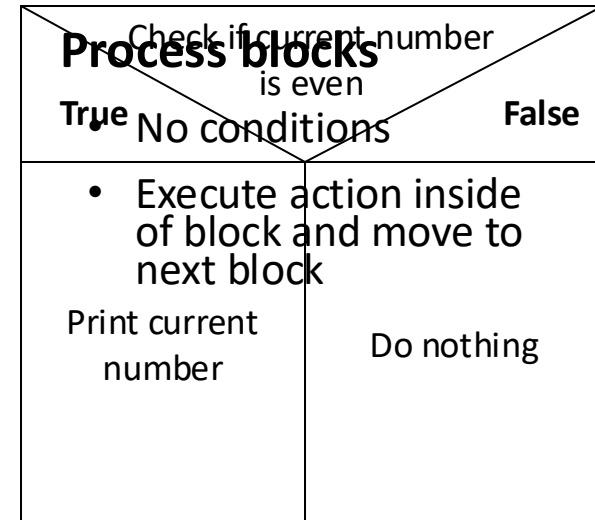 Check if current number
is even
Process blocks
True
False
• No conditions
• Execute action inside
of block and move to
next block
Print current
number
Do nothing